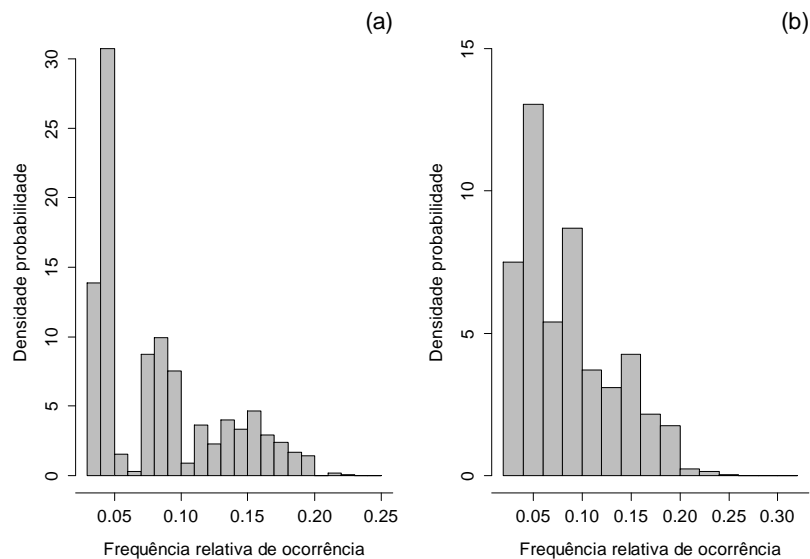 (a)
Densidade probabilidade
30
25
20
15
10
5
0
0.05 0.10 0.15 0.20 0.25
Frequência relativa de ocorrência
(b)
Densidade probabilidade
15
10
5
0
0.05 0.10 0.15 0.20 0.25 0.30
Frequência relativa de ocorrência